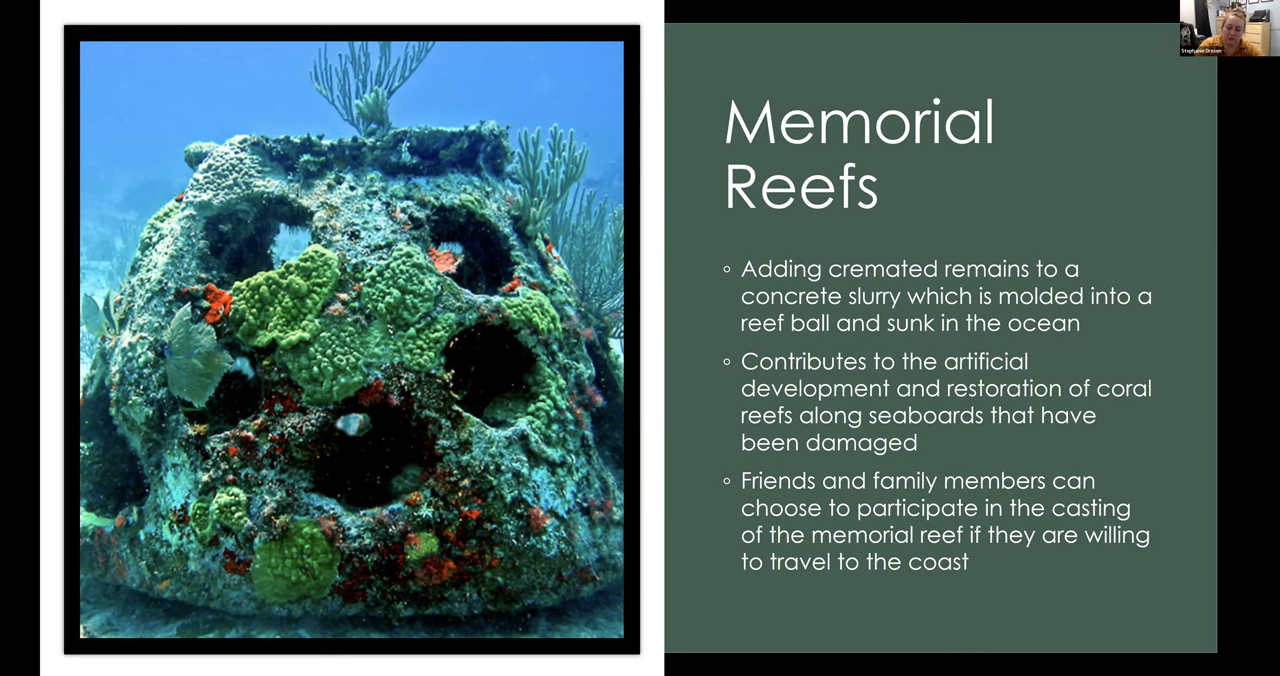 Stephanie Dresen
Memorial
Reefs
◦ Adding cremated remains to a
concrete slurry which is molded into a
reef ball and sunk in the ocean
◦ Contributes to the artificial
development and restoration of coral
reefs along seaboards that have
been damaged
◦ Friends and family members can
choose to participate in the casting
of the memorial reef if they are willing
to travel to the coast